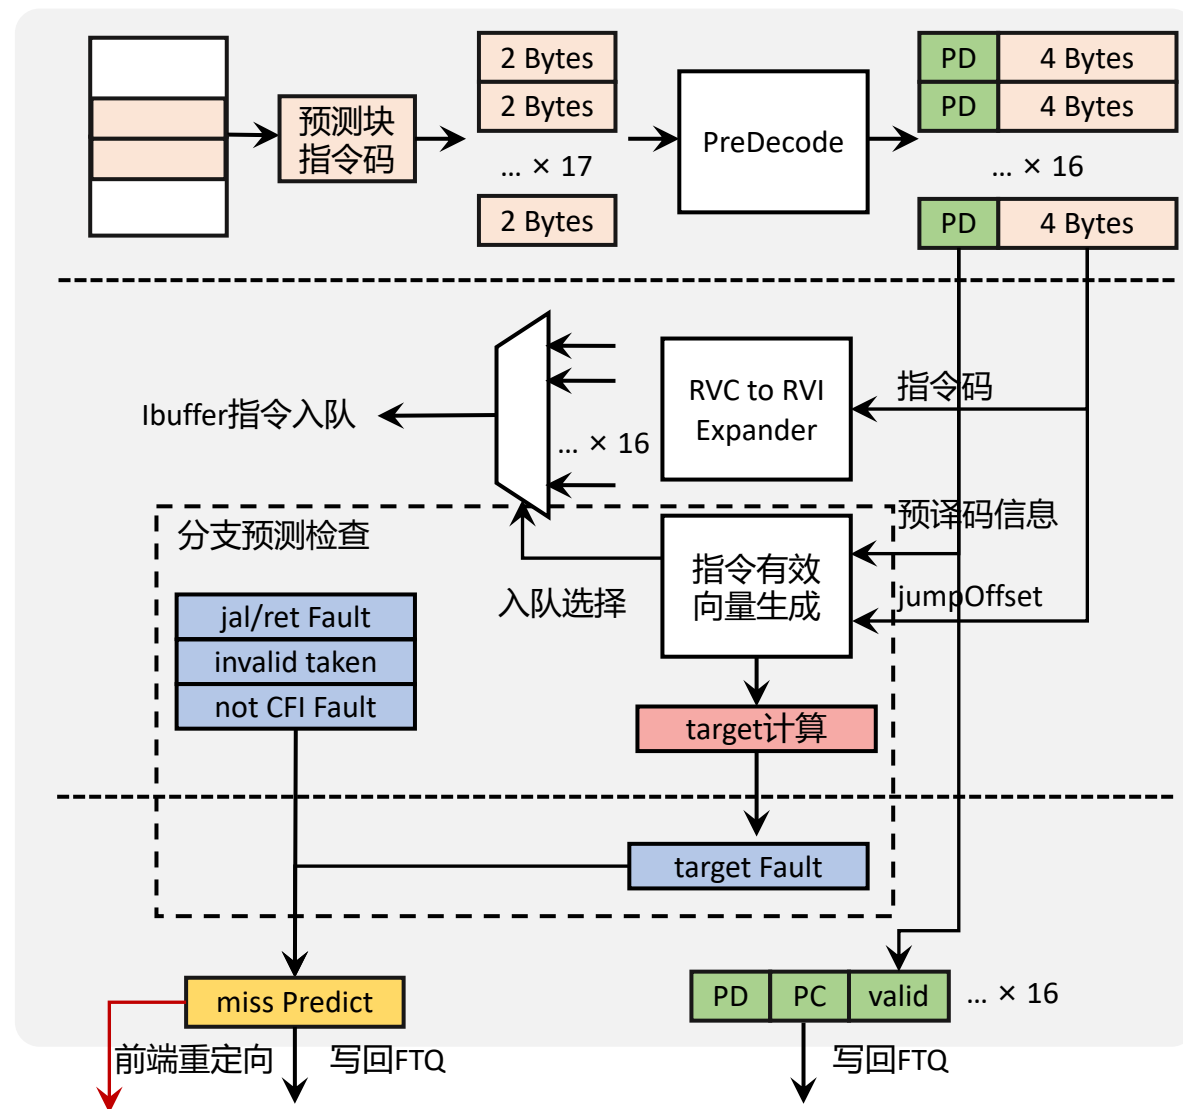 预测块
指令码
2 Bytes
2 Bytes
... × 17
2 Bytes
PreDecode
PD 4 Bytes
PD 4 Bytes
... × 16
PD 4 Bytes
Ibuffer指令入队
... × 16
RVC to RVI
Expander
指令码
分支预测检查
入队选择
指令有效
向量生成
预译码信息
jumpOffset
jal/ret Fault
invalid taken
not CFI Fault
target计算
target Fault
miss Predict
PD PC valid ... × 16
前端重定向
写回FTQ
写回FTQ